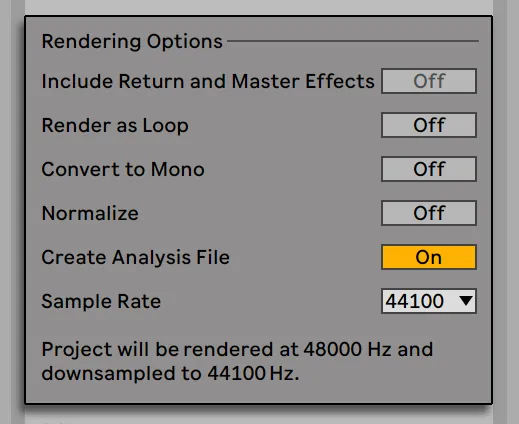 Rendering Options
Include Return and Master Effects Off
Render as Loop Off
Convert to Mono Off
Normalize Off
Create Analysis File On
Sample Rate 44100
Project will be rendered at 48000 Hz and
downsampled to 44100 Hz.